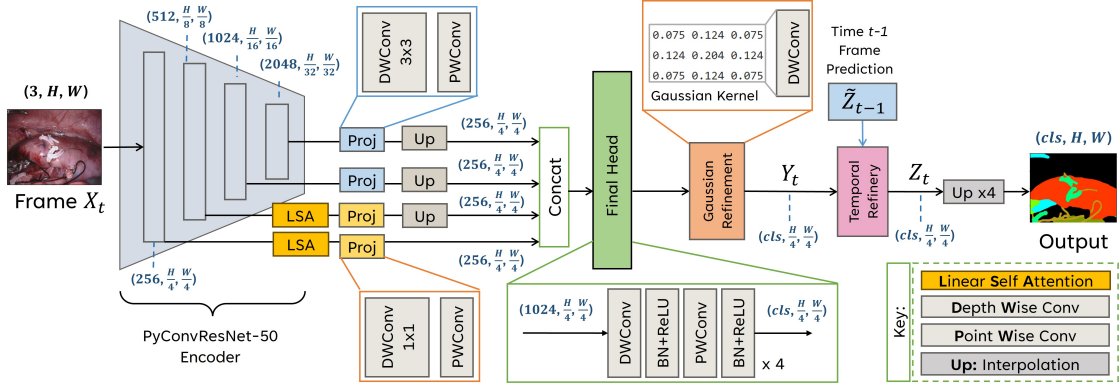 (3, H, W)
Frame X_t
(512, H/8, W/8)
(1024, H/16, W/16)
(2048, H/32, W/32)
(256, H/4, W/4)
PyConvResNet-50
Encoder
DWConv
3x3
PWConv
Proj
Up
(256, H/4, W/4)
Proj
Up
(256, H/4, W/4)
LSA
Proj
Up
(256, H/4, W/4)
LSA
Proj
(256, H/4, W/4)
DWConv
1x1
PWConv
Concat
Final Head
(1024, H/4, W/4)
DWConv
BN+ReLU
PWConv
BN+ReLU
x 4
(cls, H/4, W/4)
0.075 0.124 0.075
0.124 0.204 0.124
0.075 0.124 0.075
Gaussian Kernel
DWConv
Gaussian
Refinement
Y_t
(cls, H/4, W/4)
Time t-1
Frame
Prediction
Z̃_{t-1}
Temporal
Refinery
Z_t
(cls, H/4, W/4)
Up x4
(cls, H, W)
Output
Key:
Linear Self Attention
Depth Wise Conv
Point Wise Conv
Up: Interpolation